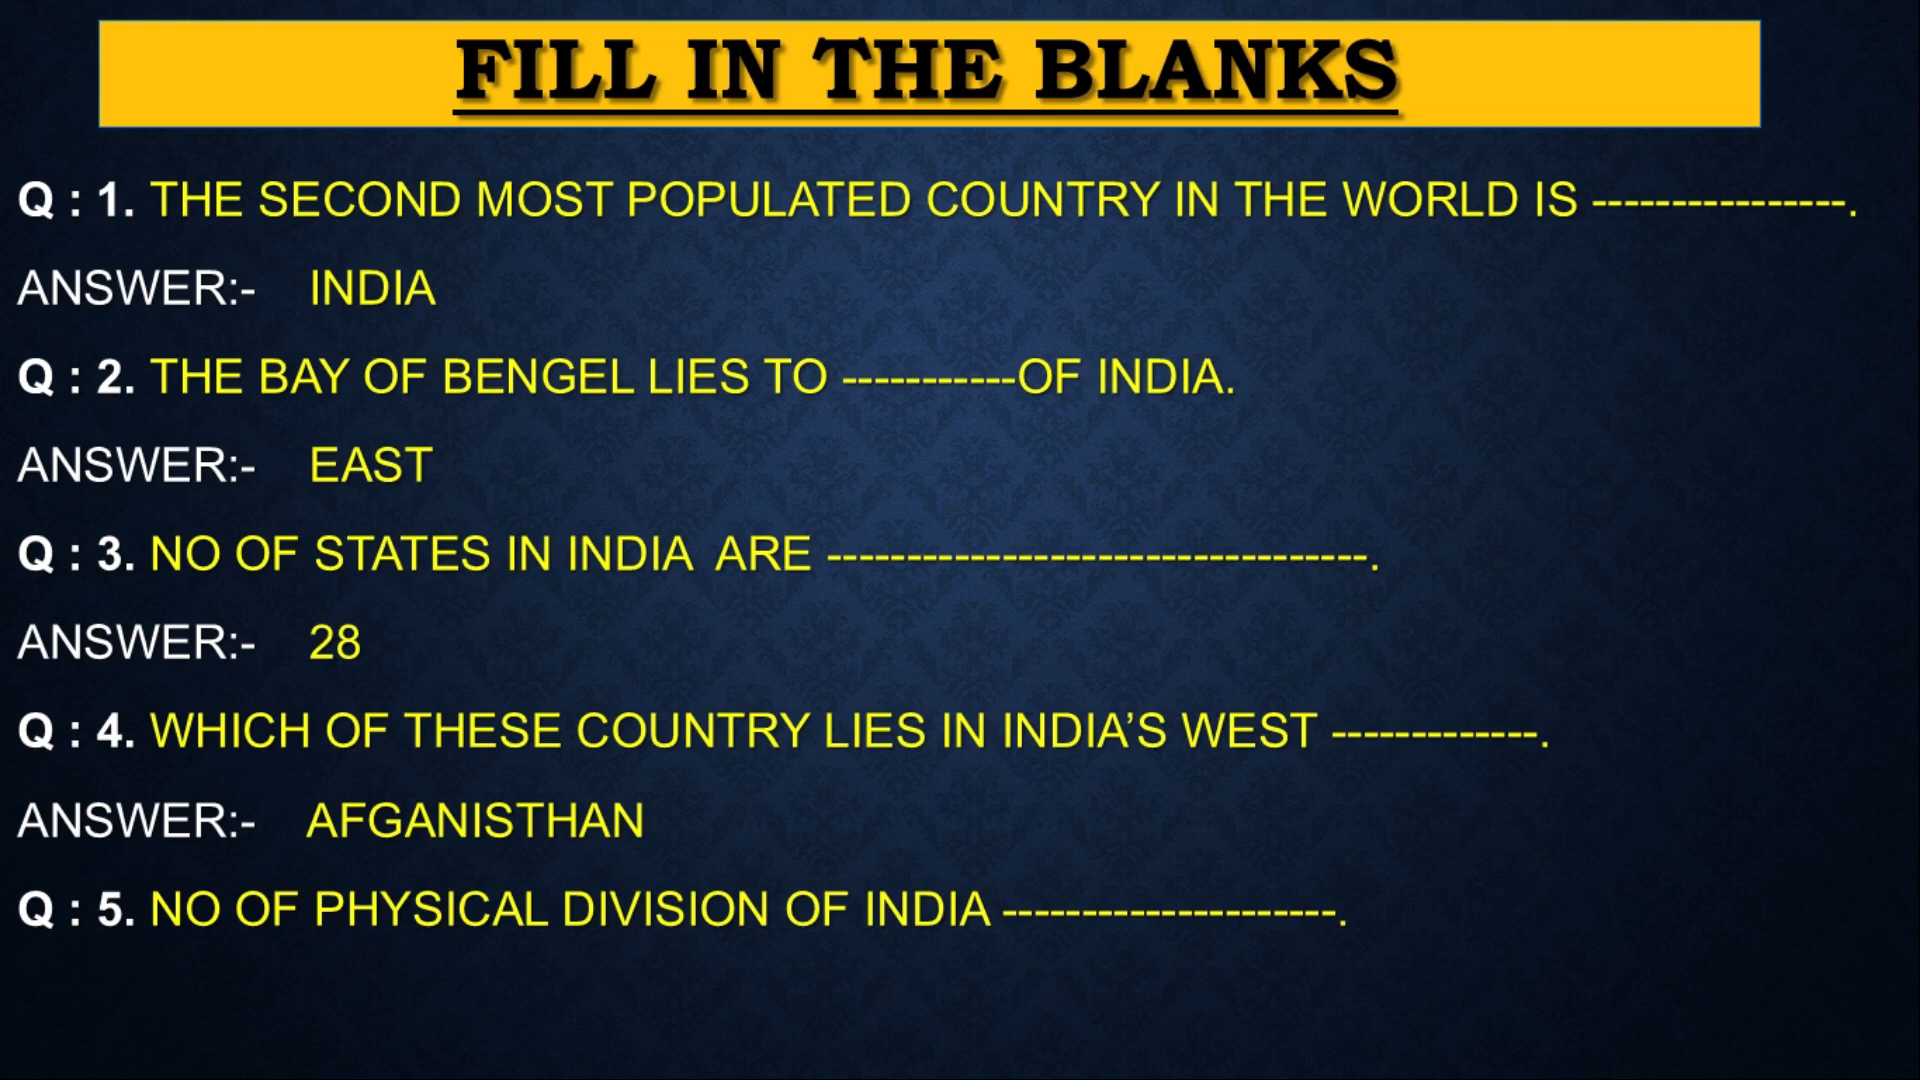 FILL IN THE BLANKS
Q : 1. THE SECOND MOST POPULATED COUNTRY IN THE WORLD IS ----------------.
ANSWER:- INDIA
Q : 2. THE BAY OF BENGEL LIES TO -----------OF INDIA.
ANSWER:- EAST
Q : 3. NO OF STATES IN INDIA ARE ----------------------------------.
ANSWER:- 28
Q : 4. WHICH OF THESE COUNTRY LIES IN INDIA’S WEST -------------.
ANSWER:- AFGANISTHAN
Q : 5. NO OF PHYSICAL DIVISION OF INDIA ---------------------.